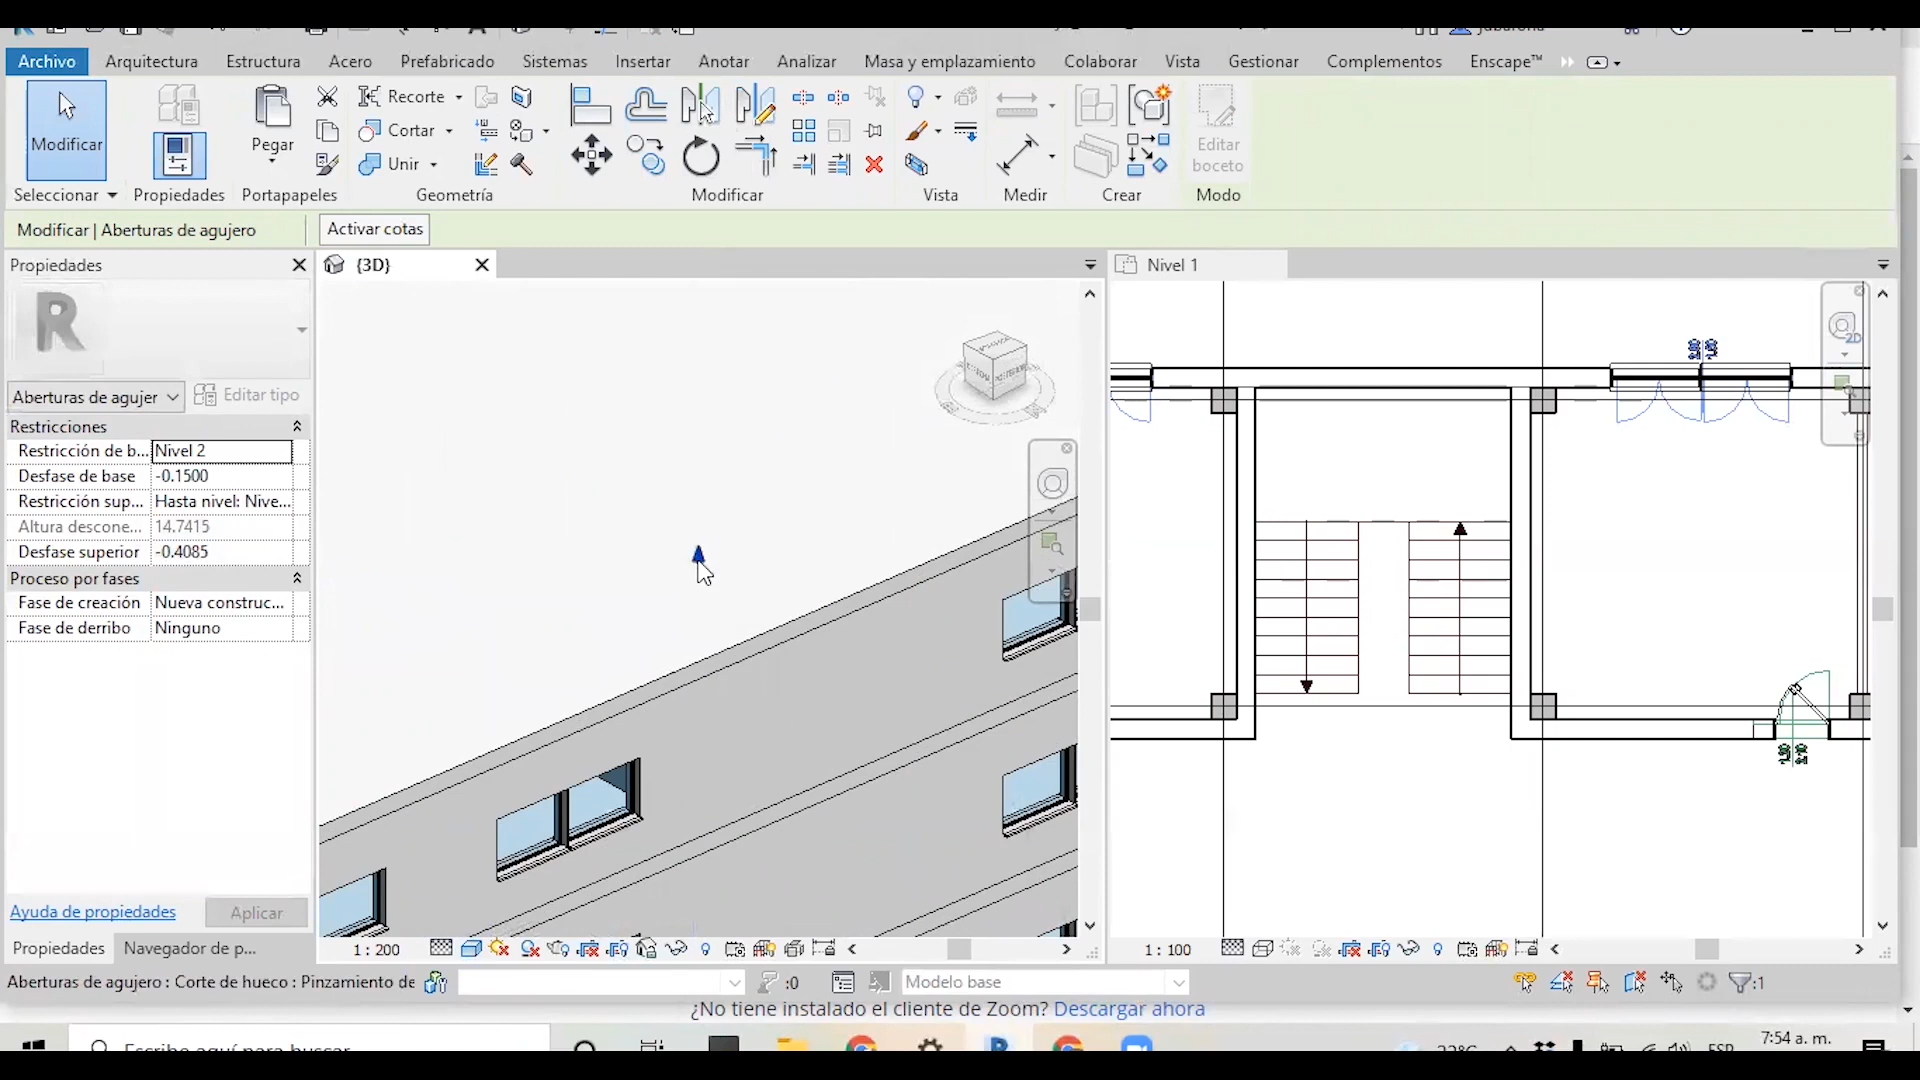 Archivo Arquitectura Estructura Acero Prefabricado Sistemas Insertar Anotar Analizar Masa y emplazamiento Colaborar Vista Gestionar Complementos Enscape™
Modificar
Seleccionar
Propiedades
Pegar
Portapapeles
Recorte
Cortar
Unir
Geometría
Modificar
Vista
Medir
Crear
Editar
boceto
Modo
Modificar | Aberturas de agujero
Activar cotas
Propiedades
{3D}
Nivel 1
R
Aberturas de agujer
Editar tipo
Restricciones
Restricción de b... Nivel 2
Desfase de base -0.1500
Restricción sup... Hasta nivel: Nive...
Altura descone... 14.7415
Desfase superior -0.4085
Proceso por fases
Fase de creación Nueva construc...
Fase de derribo Ninguno
Ayuda de propiedades
Aplicar
Propiedades
Navegador de p...
1 : 200
1 : 100
Aberturas de agujero : Corte de hueco : Pinzamiento de
:0
Modelo base
:1
¿No tiene instalado el cliente de Zoom? Descargar ahora
Escribe aquí para buscar
ESP
7:54 a. m.